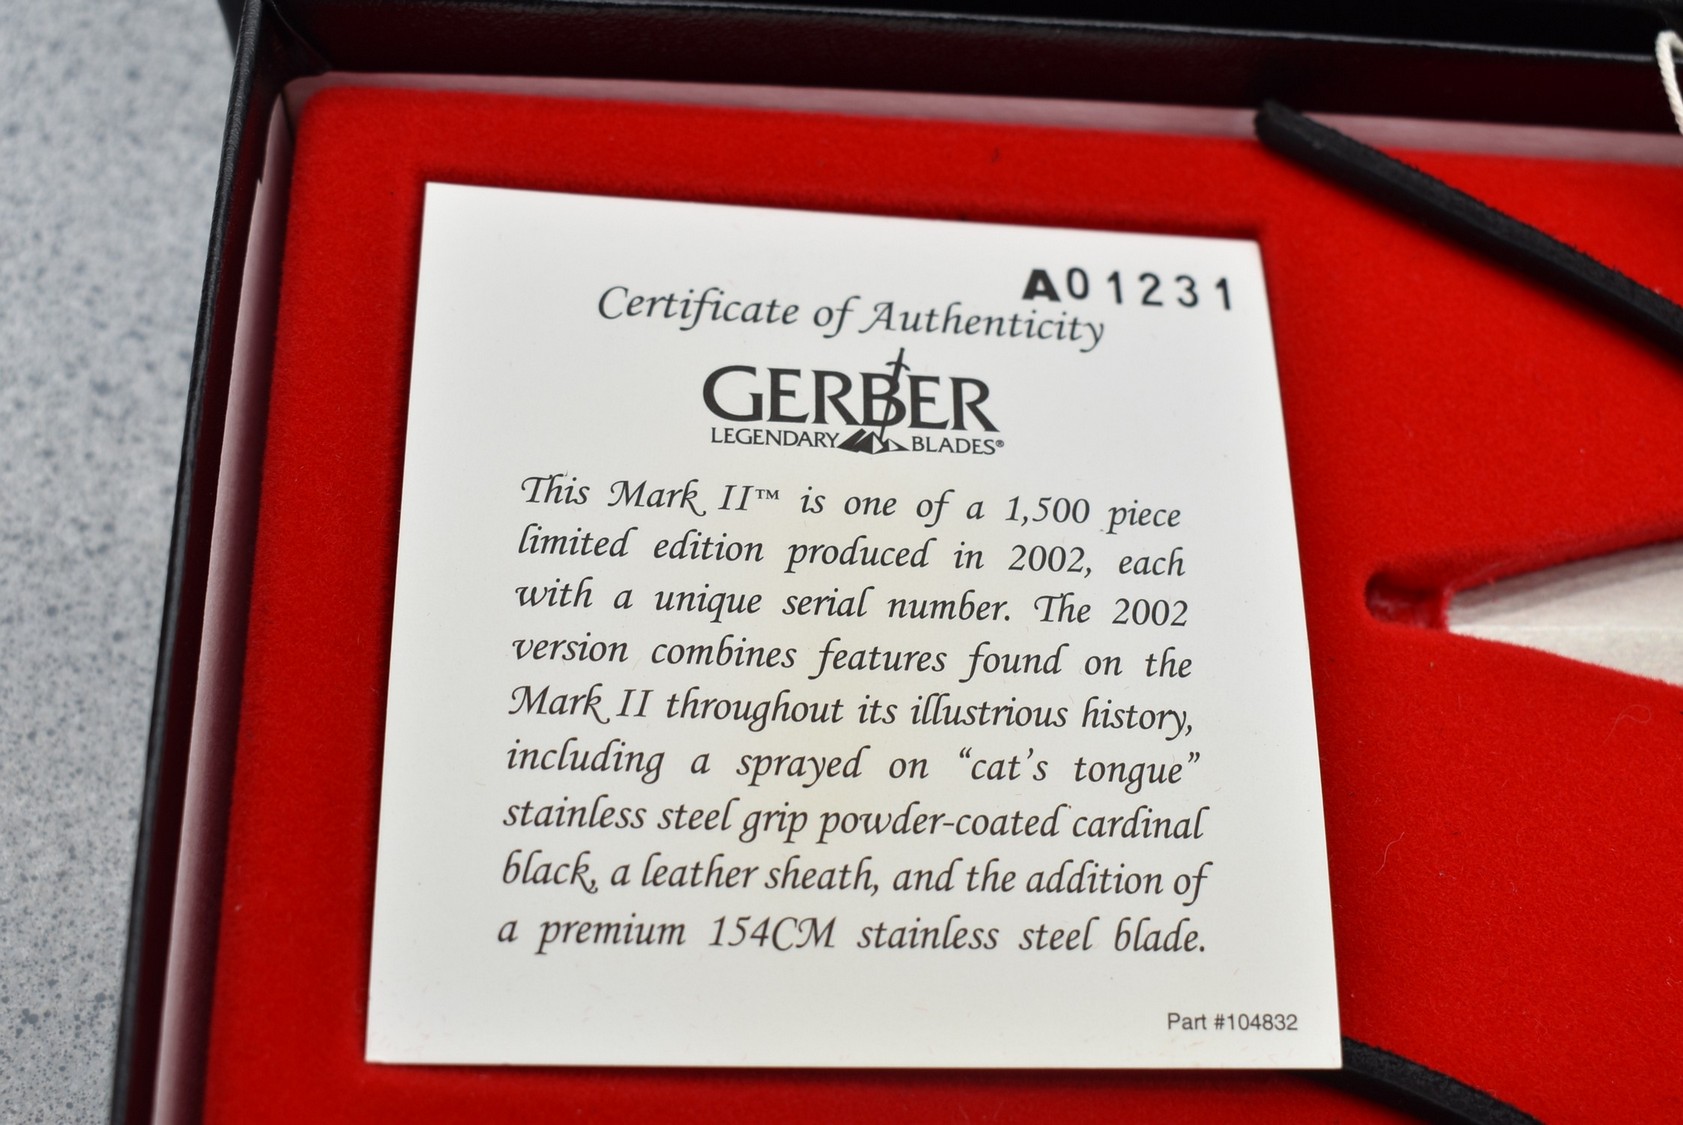 A01231
Certificate of Authenticity
GERBER
LEGENDARY BLADES®
This Mark II™ is one of a 1,500 piece
limited edition produced in 2002, each
with a unique serial number. The 2002
version combines features found on the
Mark II throughout its illustrious history,
including a sprayed on “cat’s tongue”
stainless steel grip powder-coated cardinal
black, a leather sheath, and the addition of
a premium 154CM stainless steel blade.
Part #104832